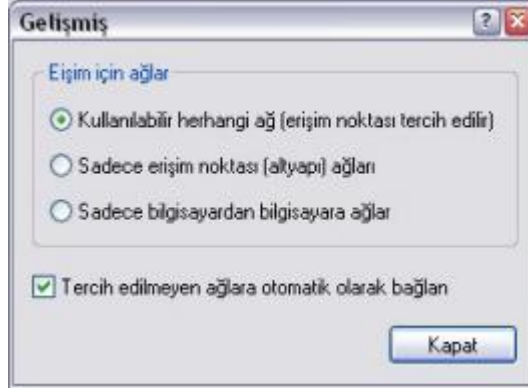 Gelişmiş
Eişim için ağlar
Kullanılabilir herhangi ağ (erişim noktası tercih edilir)
Sadece erişim noktası (altyapı) ağları
Sadece bilgisayardan bilgisayara ağlar
Tercih edilmeyen ağlara otomatik olarak bağlan
Kapat